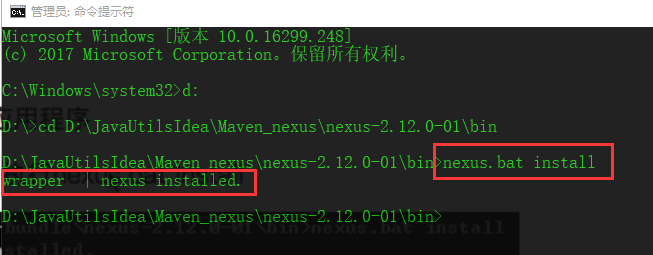 管理员: 命令提示符
Microsoft Windows [版本 10.0.16299.248]
(c) 2017 Microsoft Corporation。保留所有权利。
C:\Windows\system32>d:
D:\>cd D:\JavaUtilsIdea\Maven_nexus\nexus-2.12.0-01\bin
D:\JavaUtilsIdea\Maven_nexus\nexus-2.12.0-01\bin>nexus.bat install
wrapper  | nexus installed.
D:\JavaUtilsIdea\Maven_nexus\nexus-2.12.0-01\bin>